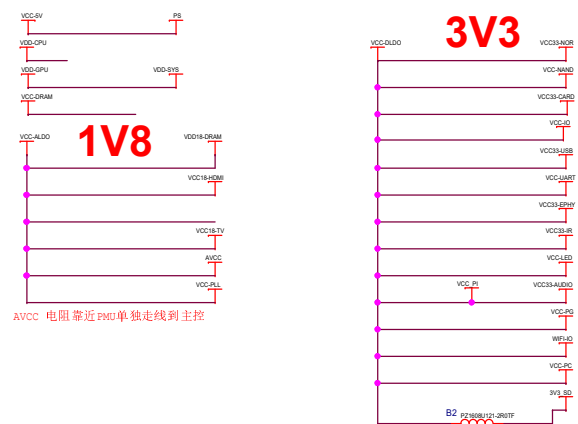 VCC-5V
PS
VDD-CPU
VDD-GPU
VDD-SYS
VCC-DRAM
1V8
VCC-ALDO
VDD18-DRAM
VCC18-HDMI
VCC18-TV
AVCC
VCC-PLL
AVCC 电阻靠近PMU单独走线到主控
3V3
VCC-DLDO
VCC33-NOR
VCC-NAND
VCC33-CARD
VCC-IO
VCC33-USB
VCC-UART
VCC33-EPHY
VCC33-IR
VCC-LED
VCC_PI
VCC33-AUDIO
VCC-PG
WIFI-IO
VCC-PC
3V3_SD
B2 PZ1608U121-2R0TF